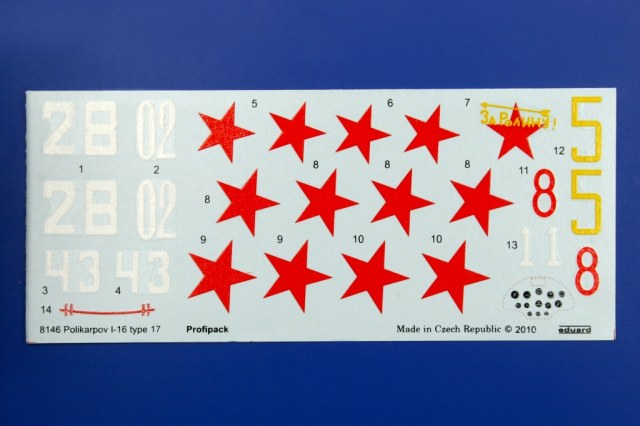 28 02 5 6 6 7 За Родину! 5
12
1 2 8 8 8 11
28 02 8 8 5
9 9 10 10 13 11
43 43 8
3 4
14
8146 Polikarpov I-16 type 17 Profipack Made in Czech Republic © 2010 eduard